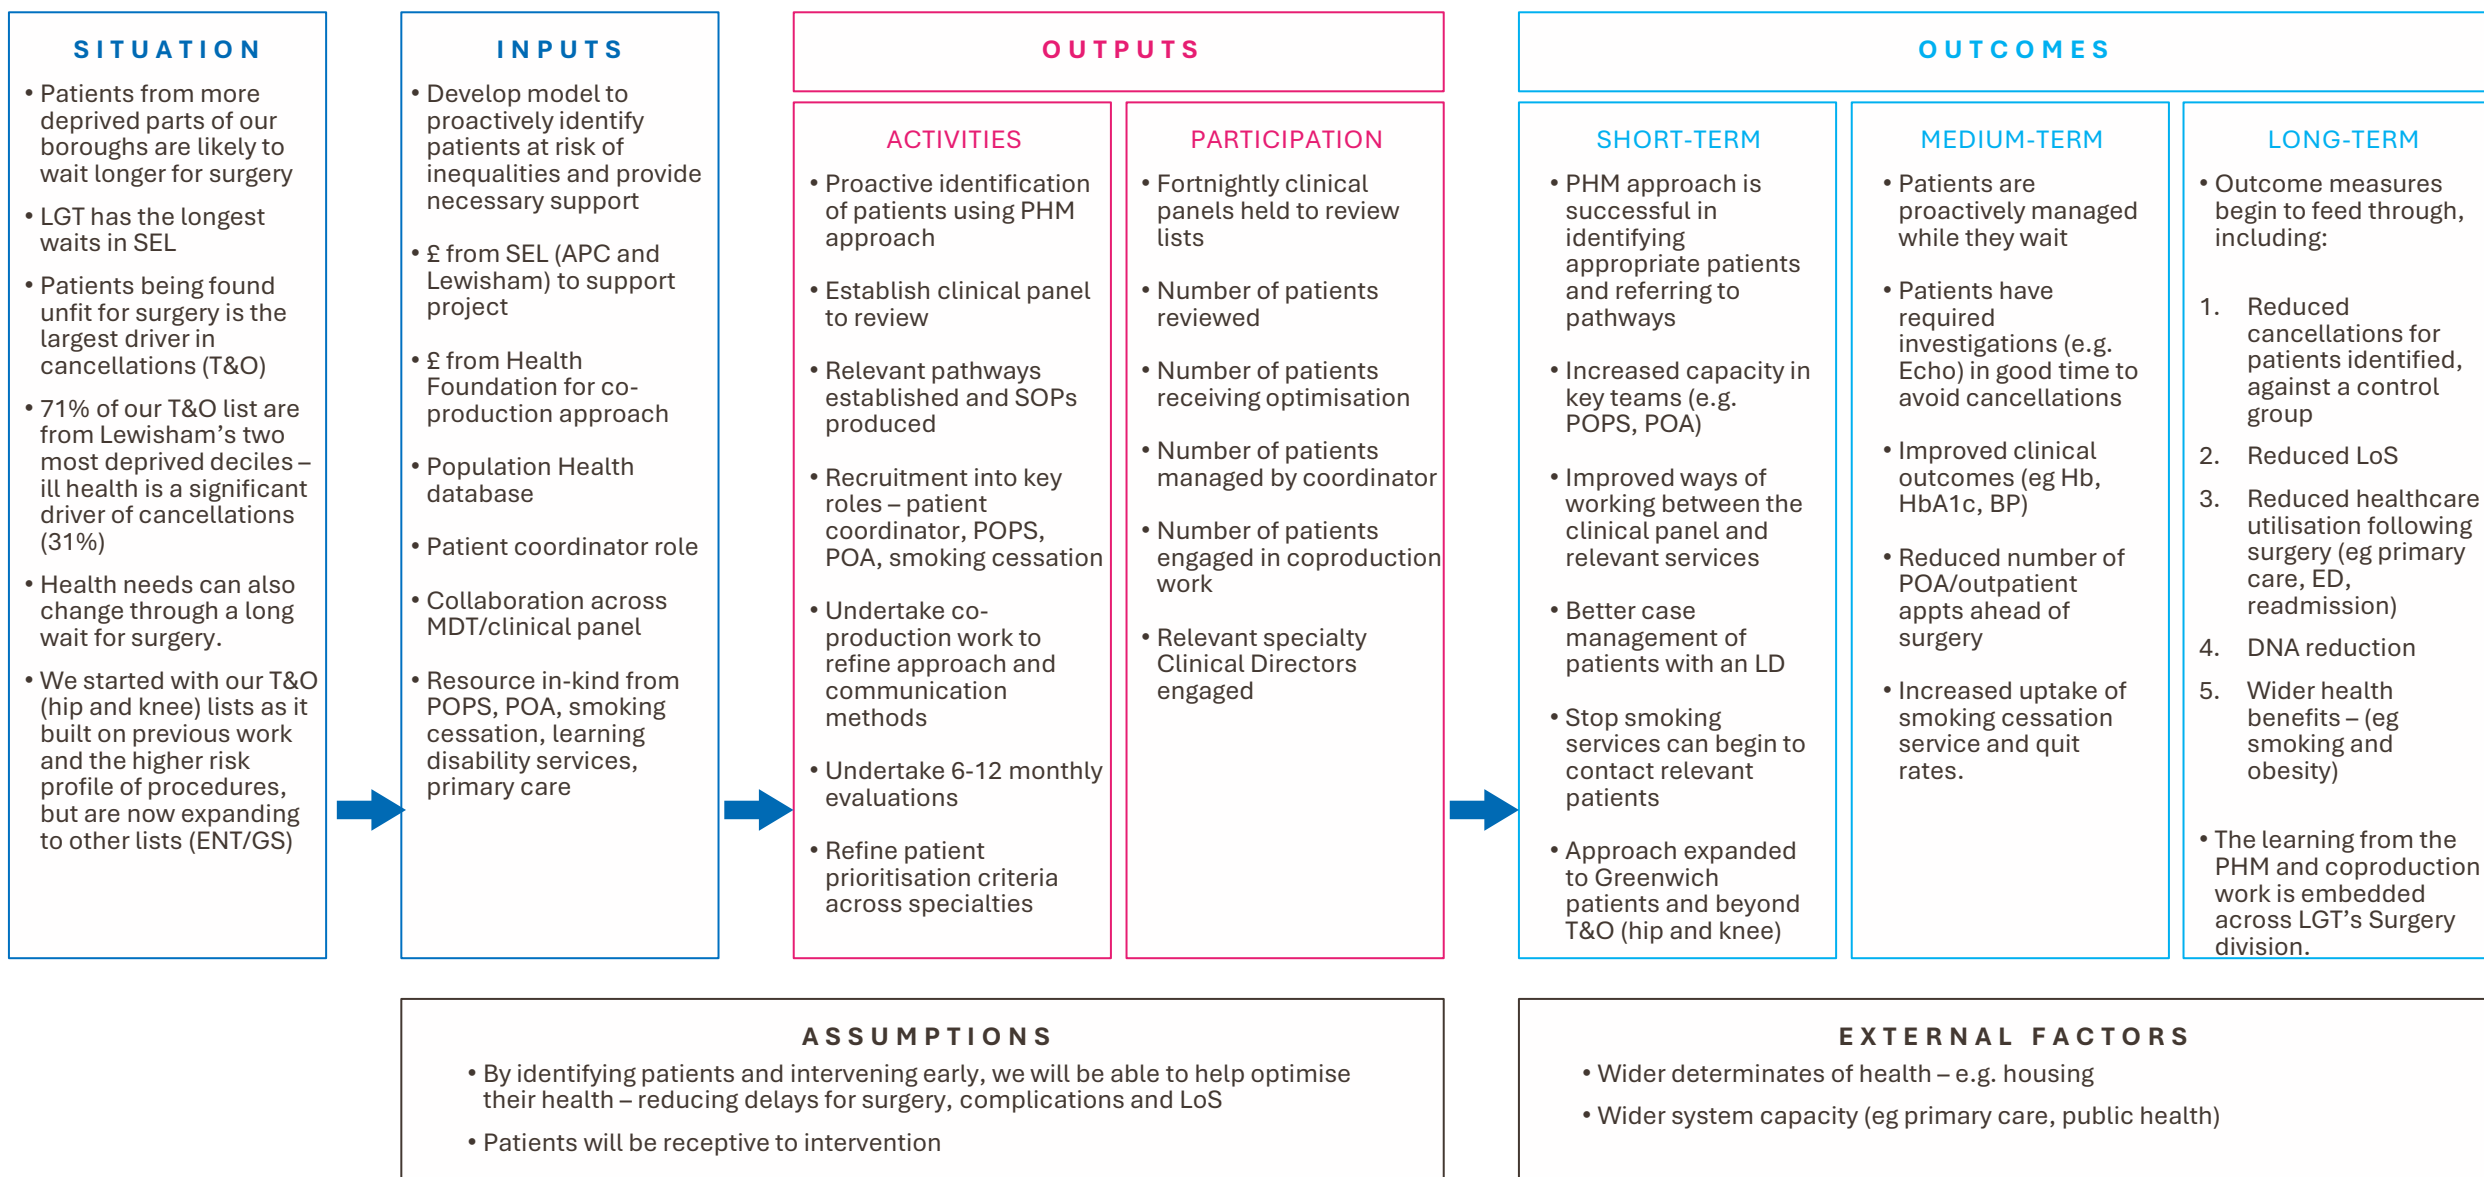 SITUATION
• Patients from more
deprived parts of our
boroughs are likely to
wait longer for surgery
• LGT has the longest
waits in SEL
• Patients being found
unfit for surgery is the
largest driver in
cancellations (T&O)
• 71% of our T&O list are
from Lewisham’s two
most deprived deciles –
ill health is a significant
driver of cancellations
(31%)
• Health needs can also
change through a long
wait for surgery.
• We started with our T&O
(hip and knee) lists as it
built on previous work
and the higher risk
profile of procedures,
but are now expanding
to other lists (ENT/GS)
INPUTS
• Develop model to
proactively identify
patients at risk of
inequalities and provide
necessary support
• £ from SEL (APC and
Lewisham) to support
project
• £ from Health
Foundation for co-
production approach
• Population Health
database
• Patient coordinator role
• Collaboration across
MDT/clinical panel
• Resource in-kind from
POPS, POA, smoking
cessation, learning
disability services,
primary care
OUTPUTS
ACTIVITIES
• Proactive identification
of patients using PHM
approach
• Establish clinical panel
to review
• Relevant pathways
established and SOPs
produced
• Recruitment into key
roles – patient
coordinator, POPS,
POA, smoking cessation
• Undertake co-
production work to
refine approach and
communication
methods
• Undertake 6-12 monthly
evaluations
• Refine patient
prioritisation criteria
across specialties
PARTICIPATION
• Fortnightly clinical
panels held to review
lists
• Number of patients
reviewed
• Number of patients
receiving optimisation
• Number of patients
managed by coordinator
• Number of patients
engaged in coproduction
work
• Relevant specialty
Clinical Directors
engaged
OUTCOMES
SHORT-TERM
• PHM approach is
successful in
identifying
appropriate patients
and referring to
pathways
• Increased capacity in
key teams (e.g.
POPS, POA)
• Improved ways of
working between the
clinical panel and
relevant services
• Better case
management of
patients with an LD
• Stop smoking
services can begin to
contact relevant
patients
• Approach expanded
to Greenwich
patients and beyond
T&O (hip and knee)
MEDIUM-TERM
• Patients are
proactively managed
while they wait
• Patients have
required
investigations (e.g.
Echo) in good time to
avoid cancellations
• Improved clinical
outcomes (eg Hb,
HbA1c, BP)
• Reduced number of
POA/outpatient
appts ahead of
surgery
• Increased uptake of
smoking cessation
service and quit
rates.
LONG-TERM
• Outcome measures
begin to feed through,
including:
1. Reduced
cancellations for
patients identified,
against a control
group
2. Reduced LoS
3. Reduced healthcare
utilisation following
surgery (eg primary
care, ED,
readmission)
4. DNA reduction
5. Wider health
benefits – (eg
smoking and
obesity)
• The learning from the
PHM and coproduction
work is embedded
across LGT’s Surgery
division.
ASSUMPTIONS
• By identifying patients and intervening early, we will be able to help optimise
their health – reducing delays for surgery, complications and LoS
• Patients will be receptive to intervention
EXTERNAL FACTORS
• Wider determinates of health – e.g. housing
• Wider system capacity (eg primary care, public health)